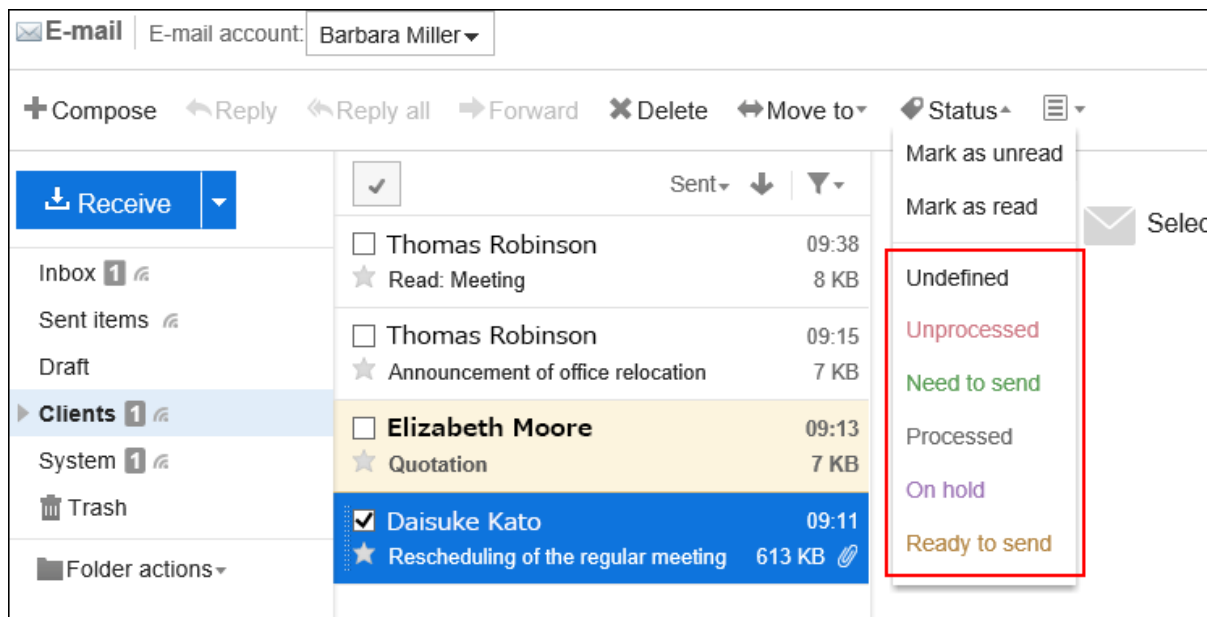 E-mail E-mail account: Barbara Miller
Compose Reply Reply all Forward Delete Move to Status
Mark as unread
Mark as read
Undefined
Unprocessed
Need to send
Processed
On hold
Ready to send
Receive
Inbox 1
Sent items
Draft
Clients 1
System 1
Trash
Folder actions
Sent
Thomas Robinson 09:38
Read: Meeting 8 KB
Thomas Robinson 09:15
Announcement of office relocation 7 KB
Elizabeth Moore 09:13
Quotation 7 KB
Daisuke Kato 09:11
Rescheduling of the regular meeting 613 KB
Selec